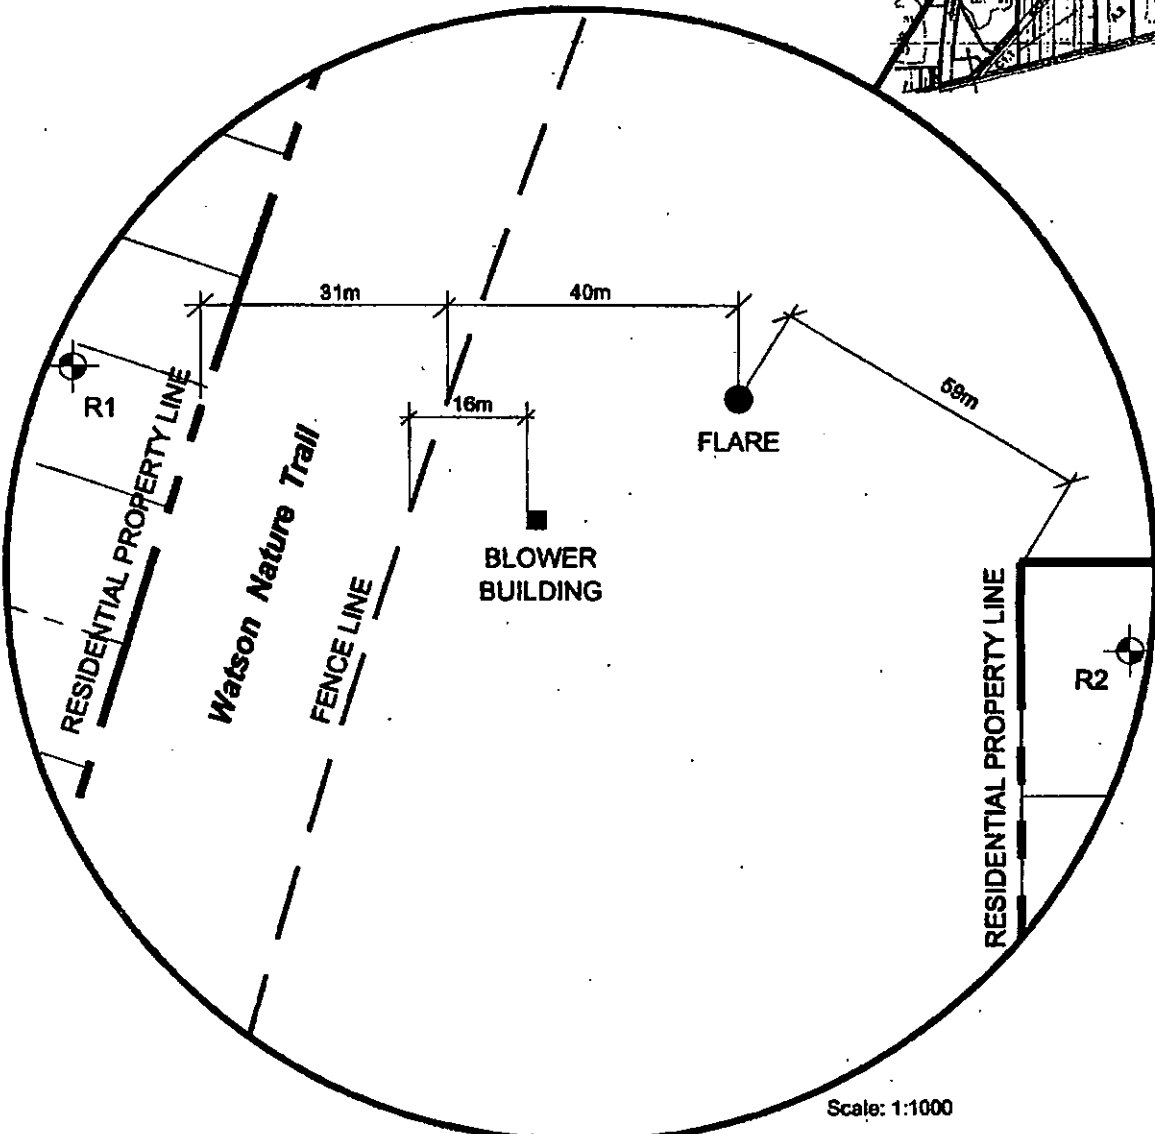 31m
40m
59m
16m
R1
FLARE
RESIDENTIAL PROPERTY LINE
Watson Nature Trail
FENCE LINE
BLOWER
BUILDING
RESIDENTIAL PROPERTY LINE
R2
Scale: 1:1000